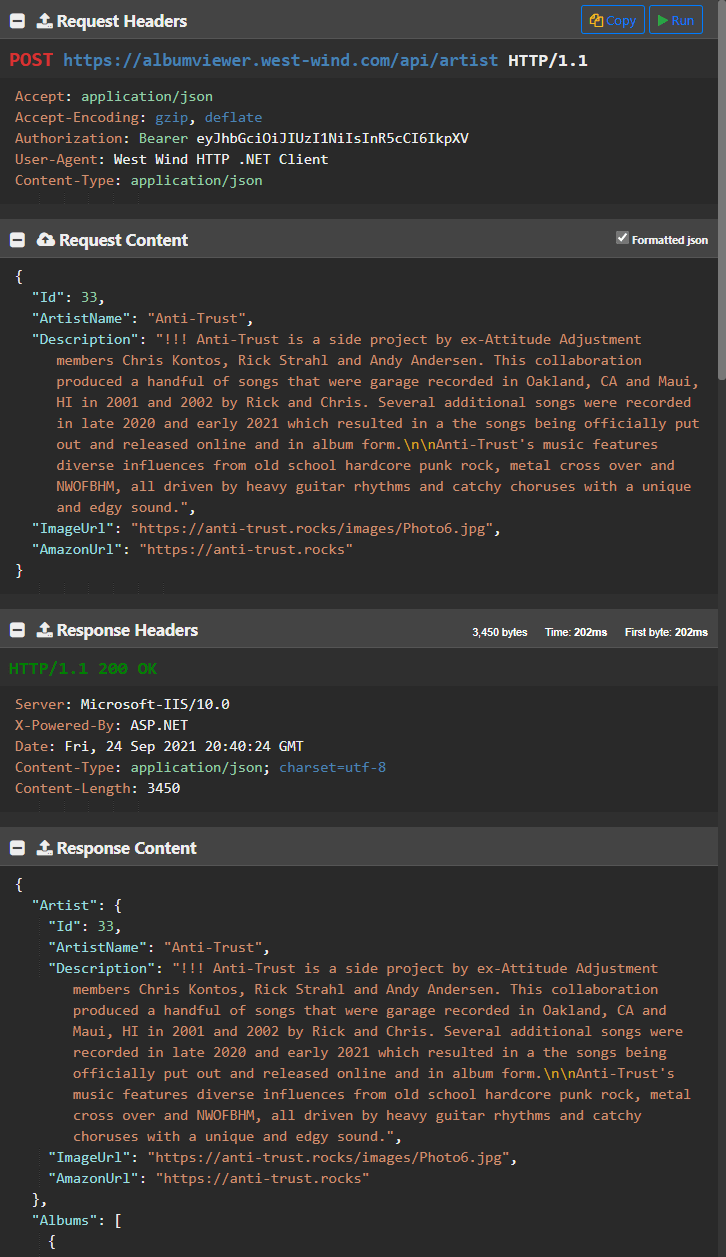 Request Headers
Copy
Run
POST https://albumviewer.west-wind.com/api/artist HTTP/1.1
Accept: application/json
Accept-Encoding: gzip, deflate
Authorization: Bearer eyJhbGciOiJIUzI1NiIsInR5cCI6IkpXV
User-Agent: West Wind HTTP .NET Client
Content-Type: application/json
Request Content
Formatted json
{
"Id": 33,
"ArtistName": "Anti-Trust",
"Description": "!!! Anti-Trust is a side project by ex-Attitude Adjustment
members Chris Kontos, Rick Strahl and Andy Andersen. This collaboration
produced a handful of songs that were garage recorded in Oakland, CA and Maui,
HI in 2001 and 2002 by Rick and Chris. Several additional songs were recorded
in late 2020 and early 2021 which resulted in a the songs being officially put
out and released online and in album form.\n\nAnti-Trust's music features
diverse influences from old school hardcore punk rock, metal cross over and
NWOFBHM, all driven by heavy guitar rhythms and catchy choruses with a unique
and edgy sound.",
"ImageUrl": "https://anti-trust.rocks/images/Photo6.jpg",
"AmazonUrl": "https://anti-trust.rocks"
}
Response Headers
3,450 bytes Time: 202ms First byte: 202ms
HTTP/1.1 200 OK
Server: Microsoft-IIS/10.0
X-Powered-By: ASP.NET
Date: Fri, 24 Sep 2021 20:40:24 GMT
Content-Type: application/json; charset=utf-8
Content-Length: 3450
Response Content
{
"Artist": {
"Id": 33,
"ArtistName": "Anti-Trust",
"Description": "!!! Anti-Trust is a side project by ex-Attitude Adjustment
members Chris Kontos, Rick Strahl and Andy Andersen. This collaboration
produced a handful of songs that were garage recorded in Oakland, CA and
Maui, HI in 2001 and 2002 by Rick and Chris. Several additional songs were
recorded in late 2020 and early 2021 which resulted in a the songs being
officially put out and released online and in album form.\n\nAnti-Trust's
music features diverse influences from old school hardcore punk rock, metal
cross over and NWOFBHM, all driven by heavy guitar rhythms and catchy
choruses with a unique and edgy sound.",
"ImageUrl": "https://anti-trust.rocks/images/Photo6.jpg",
"AmazonUrl": "https://anti-trust.rocks"
},
"Albums": [
{